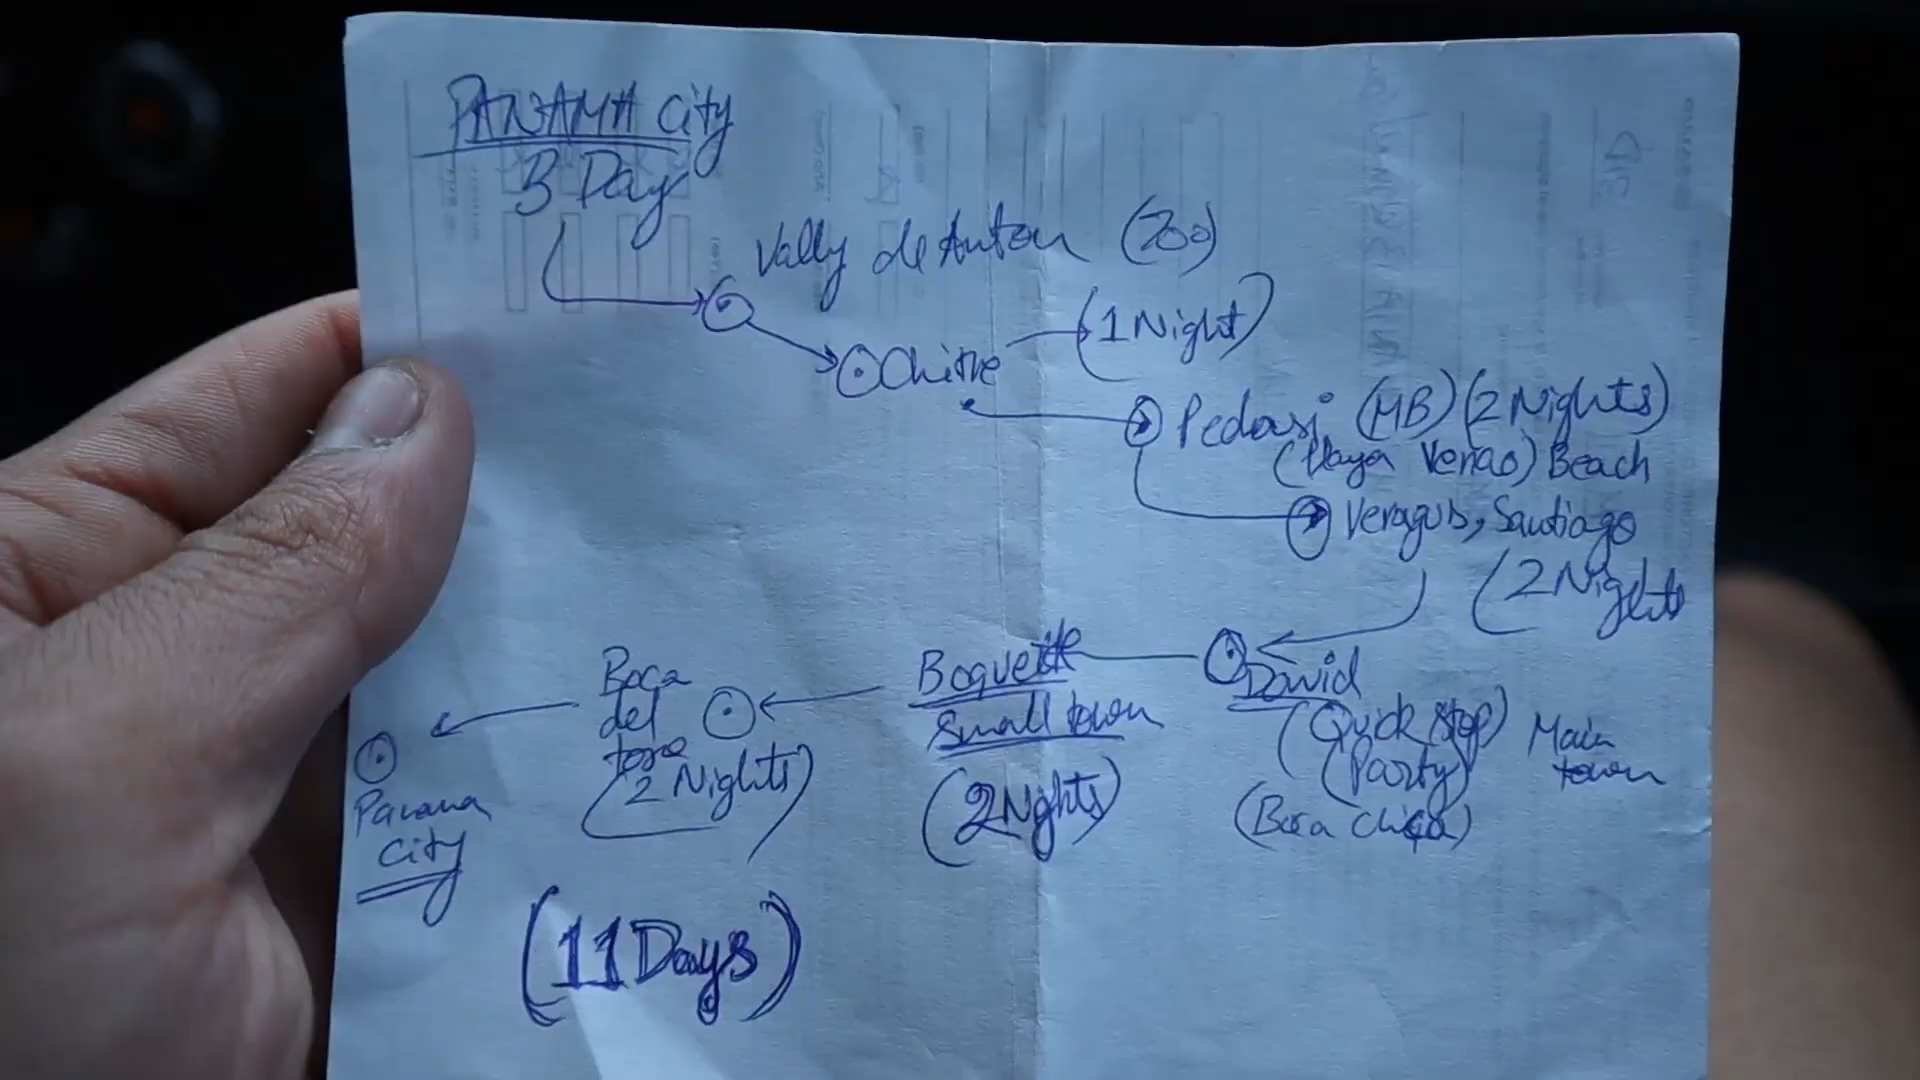 PANAMA City
3 Day
Vally de Anton (Zoo)
Chitre
(1 Night)
Pedasi (MB) (2 Nights)
(Playa Venao) Beach
Veragus, Santiago
(2 Nights
David
(Quick stop)
(Party)
Main
town
(Boca chica)
Boquette
Small town
(2 Nghts)
Boca
del
toro
(2 Nights)
Panama
City
(11 Days)